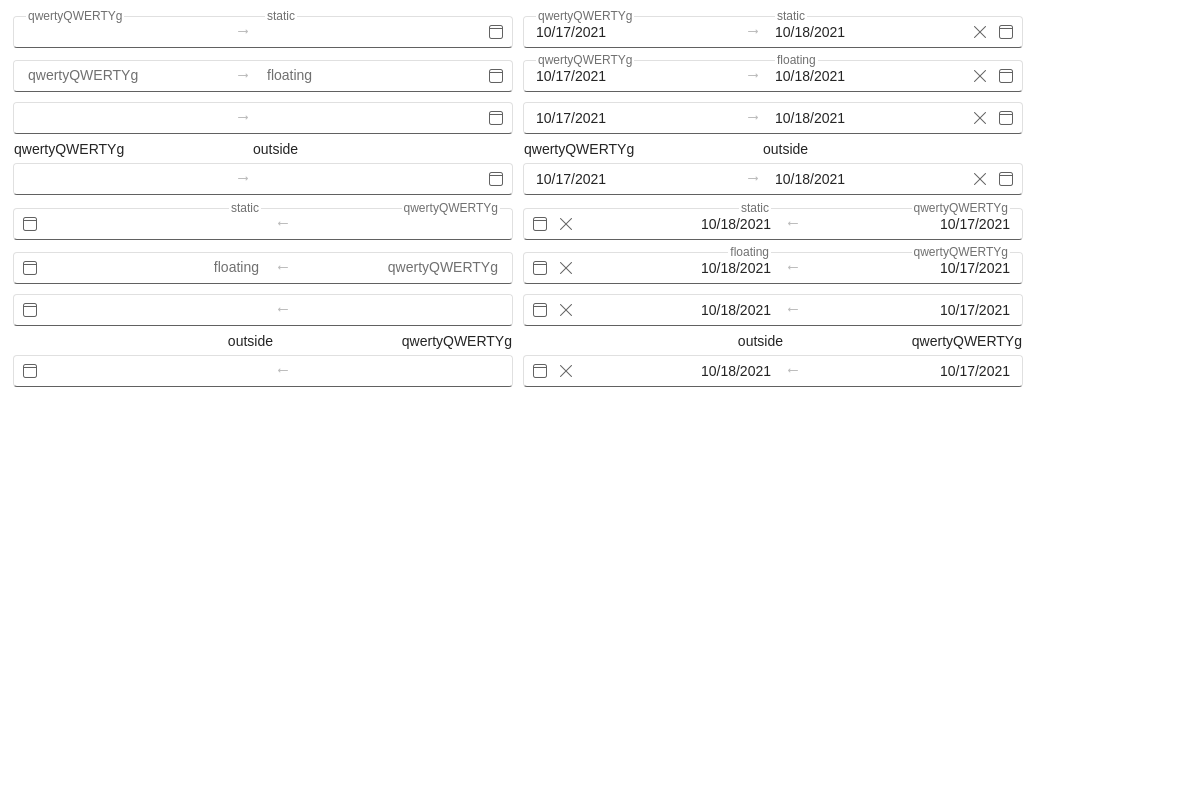 qwertyQWERTYg static qwertyQWERTYg static
→ 10/17/2021 → 10/18/2021
qwertyQWERTYg floating
qwertyQWERTYg → floating 10/17/2021 → 10/18/2021
→ 10/17/2021 → 10/18/2021
qwertyQWERTYg outside qwertyQWERTYg outside
→ 10/17/2021 → 10/18/2021
static qwertyQWERTYg static qwertyQWERTYg
← 10/18/2021 ← 10/17/2021
floating qwertyQWERTYg
floating ← qwertyQWERTYg 10/18/2021 ← 10/17/2021
← 10/18/2021 ← 10/17/2021
outside qwertyQWERTYg outside qwertyQWERTYg
← 10/18/2021 ← 10/17/2021